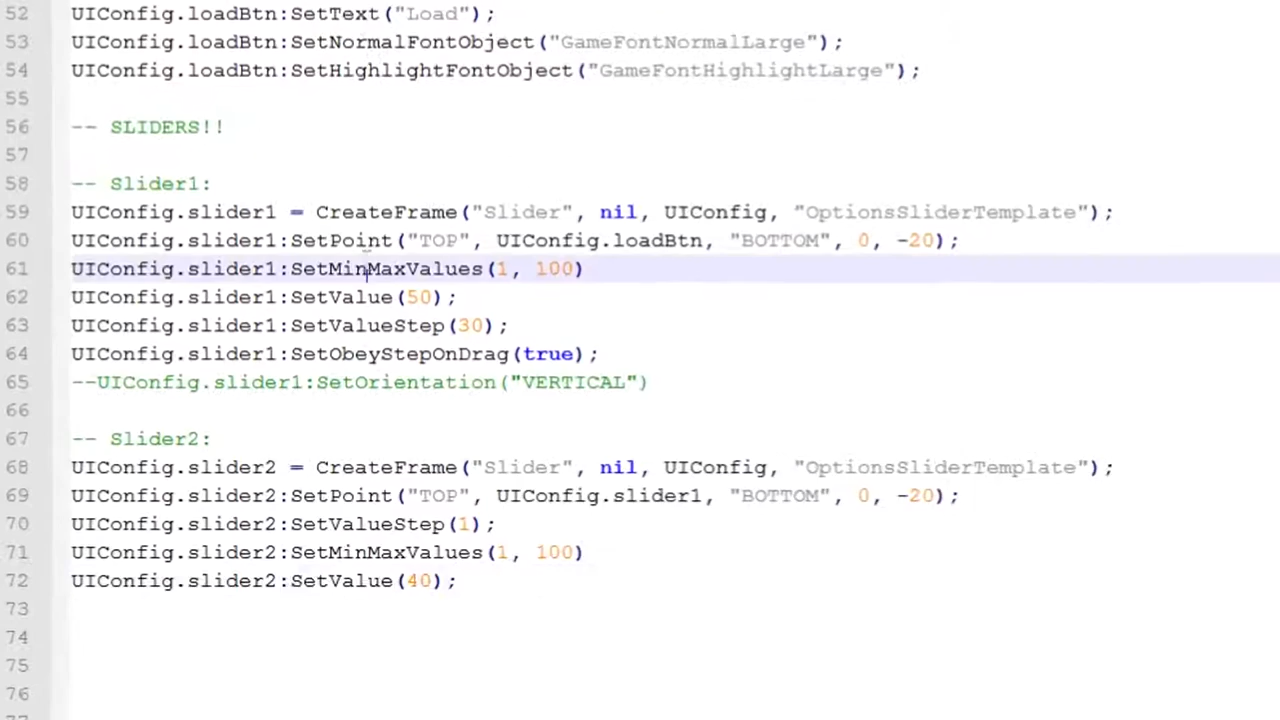 52 UIConfig.loadBtn:SetText("Load");
53 UIConfig.loadBtn:SetNormalFontObject("GameFontNormalLarge");
54 UIConfig.loadBtn:SetHighlightFontObject("GameFontHighlightLarge");
55
56 -- SLIDERS!!
57
58 -- Slider1:
59 UIConfig.slider1 = CreateFrame("Slider", nil, UIConfig, "OptionsSliderTemplate");
60 UIConfig.slider1:SetPoint("TOP", UIConfig.loadBtn, "BOTTOM", 0, -20);
61 UIConfig.slider1:SetMinMaxValues(1, 100)
62 UIConfig.slider1:SetValue(50);
63 UIConfig.slider1:SetValueStep(30);
64 UIConfig.slider1:SetObeyStepOnDrag(true);
65 --UIConfig.slider1:SetOrientation("VERTICAL")
66
67 -- Slider2:
68 UIConfig.slider2 = CreateFrame("Slider", nil, UIConfig, "OptionsSliderTemplate");
69 UIConfig.slider2:SetPoint("TOP", UIConfig.slider1, "BOTTOM", 0, -20);
70 UIConfig.slider2:SetValueStep(1);
71 UIConfig.slider2:SetMinMaxValues(1, 100)
72 UIConfig.slider2:SetValue(40);
73
74
75
76